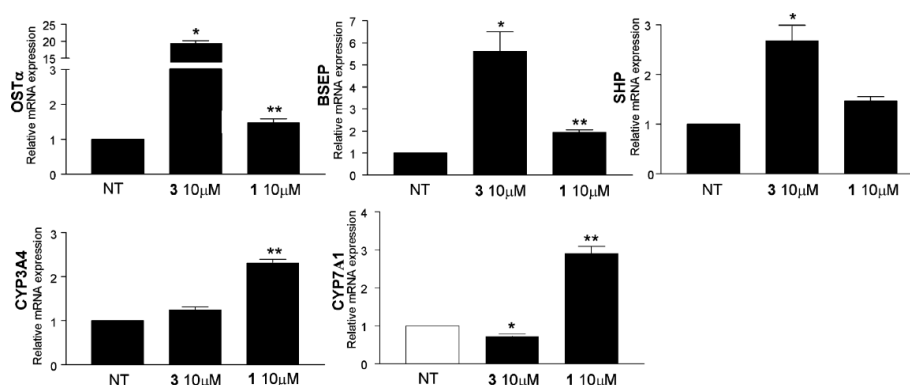 OSTα
Relative mRNA expression
25
20
15
3
2
1
0
*
**
NT
3 10μM
1 10μM
BSEP
Relative mRNA expression
7
6
5
4
3
2
1
0
*
**
NT
3 10μM
1 10μM
SHP
Relative mRNA expression
3
2
1
0
*
NT
3 10μM
1 10μM
CYP3A4
Relative mRNA expression
3
2
1
0
**
NT
3 10μM
1 10μM
CYP7A1
Relative mRNA expression
4
3
2
1
0
*
**
NT
3 10μM
1 10μM